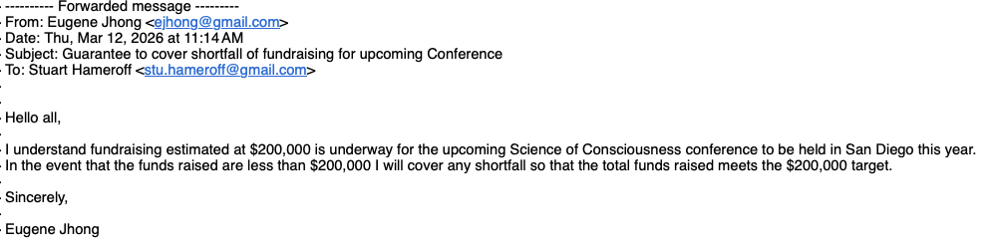 ---------- Forwarded message ---------
From: Eugene Jhong <ejhong@gmail.com>
Date: Thu, Mar 12, 2026 at 11:14 AM
Subject: Guarantee to cover shortfall of fundraising for upcoming Conference
To: Stuart Hameroff <stu.hameroff@gmail.com>
Hello all,
I understand fundraising estimated at $200,000 is underway for the upcoming Science of Consciousness conference to be held in San Diego this year.
In the event that the funds raised are less than $200,000 I will cover any shortfall so that the total funds raised meets the $200,000 target.
Sincerely,
Eugene Jhong